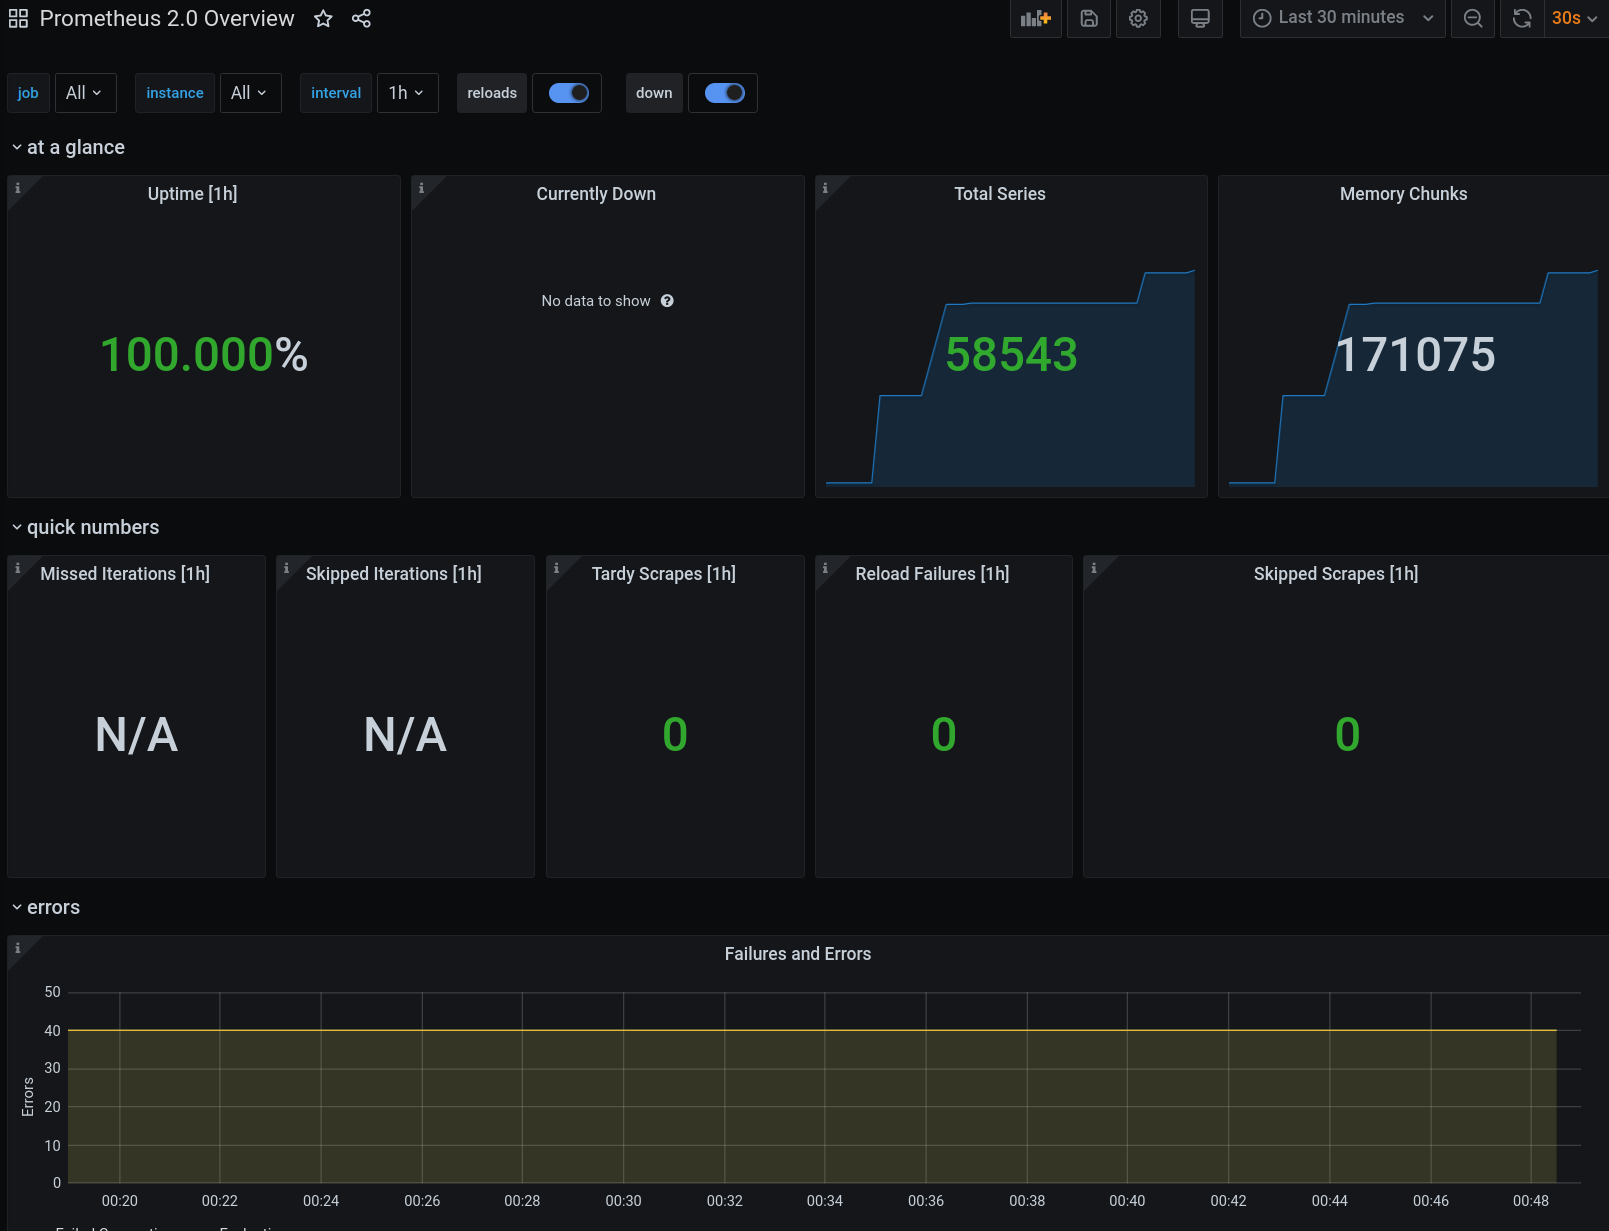 Prometheus 2.0 Overview
Last 30 minutes
30s
job
All
instance
All
interval
1h
reloads
down
at a glance
Uptime [1h]
100.000%
Currently Down
No data to show
Total Series
58543
Memory Chunks
171075
quick numbers
Missed Iterations [1h]
N/A
Skipped Iterations [1h]
N/A
Tardy Scrapes [1h]
0
Reload Failures [1h]
0
Skipped Scrapes [1h]
0
errors
Failures and Errors
Errors
50
40
30
20
10
0
00:20
00:22
00:24
00:26
00:28
00:30
00:32
00:34
00:36
00:38
00:40
00:42
00:44
00:46
00:48